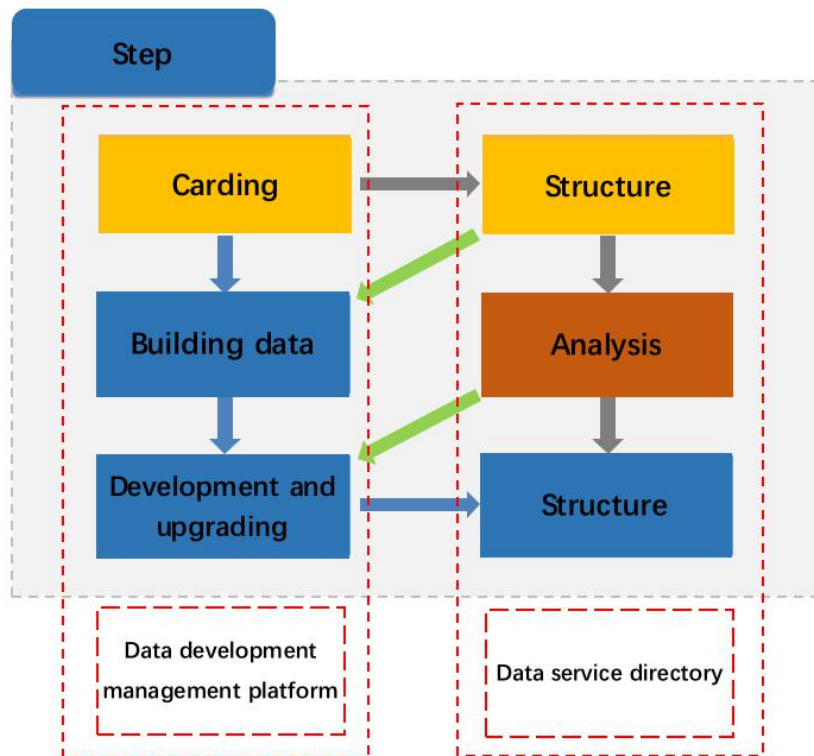 Step
Carding
Structure
Building data
Analysis
Development and
upgrading
Structure
Data development
management platform
Data service directory